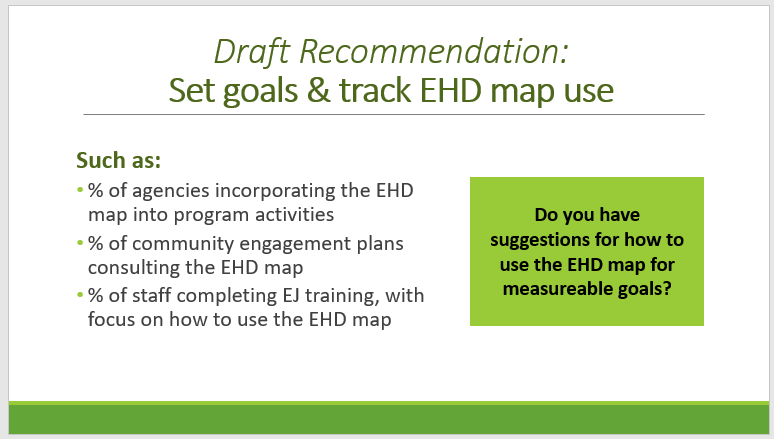 Draft Recommendation:
Set goals & track EHD map use
Such as:
• % of agencies incorporating the EHD
map into program activities
• % of community engagement plans
consulting the EHD map
• % of staff completing EJ training, with
focus on how to use the EHD map
Do you have
suggestions for how to
use the EHD map for
measureable goals?